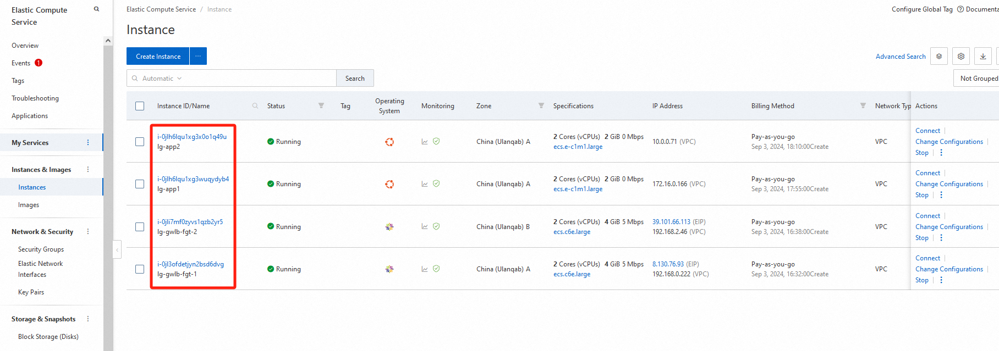 Elastic Compute Service
Elastic Compute Service / Instance
Configure Global Tag Documenta
Instance
Overview
Events 1
Tags
Troubleshooting
Applications
My Services
Instances & Images
Instances
Images
Network & Security
Security Groups
Elastic Network Interfaces
Key Pairs
Storage & Snapshots
Block Storage (Disks)
Create Instance ...
Advanced Search
Automatic Search
Not Grouped
Instance ID/Name Status Tag Operating System Monitoring Zone Specifications IP Address Billing Method Network Typ Actions
i-0jlh6lqu1xg3x0o1q49u
lg-app2
Running
China (Ulanqab) A
2 Cores (vCPUs) 2 GiB 0 Mbps
ecs.e-c1m1.large
10.0.0.71 (VPC)
Pay-as-you-go
Sep 3, 2024, 18:10:00Create
VPC
Connect
Change Configurations
Stop
i-0jlh6lqu1xg3wuqydyb4
lg-app1
Running
China (Ulanqab) A
2 Cores (vCPUs) 2 GiB 0 Mbps
ecs.e-c1m1.large
172.16.0.166 (VPC)
Pay-as-you-go
Sep 3, 2024, 17:55:00Create
VPC
Connect
Change Configurations
Stop
i-0jli7mf0zyvs1qzb2yr5
lg-gwlb-fgt-2
Running
China (Ulanqab) B
2 Cores (vCPUs) 4 GiB 5 Mbps
ecs.c6e.large
39.101.66.113 (EIP)
192.168.2.46 (VPC)
Pay-as-you-go
Sep 3, 2024, 16:38:00Create
VPC
Connect
Change Configurations
Stop
i-0jl3ofdetjyn2bsd6dvg
lg-gwlb-fgt-1
Running
China (Ulanqab) A
2 Cores (vCPUs) 4 GiB 5 Mbps
ecs.c6e.large
8.130.76.93 (EIP)
192.168.0.222 (VPC)
Pay-as-you-go
Sep 3, 2024, 16:32:00Create
VPC
Connect
Change Configurations
Stop